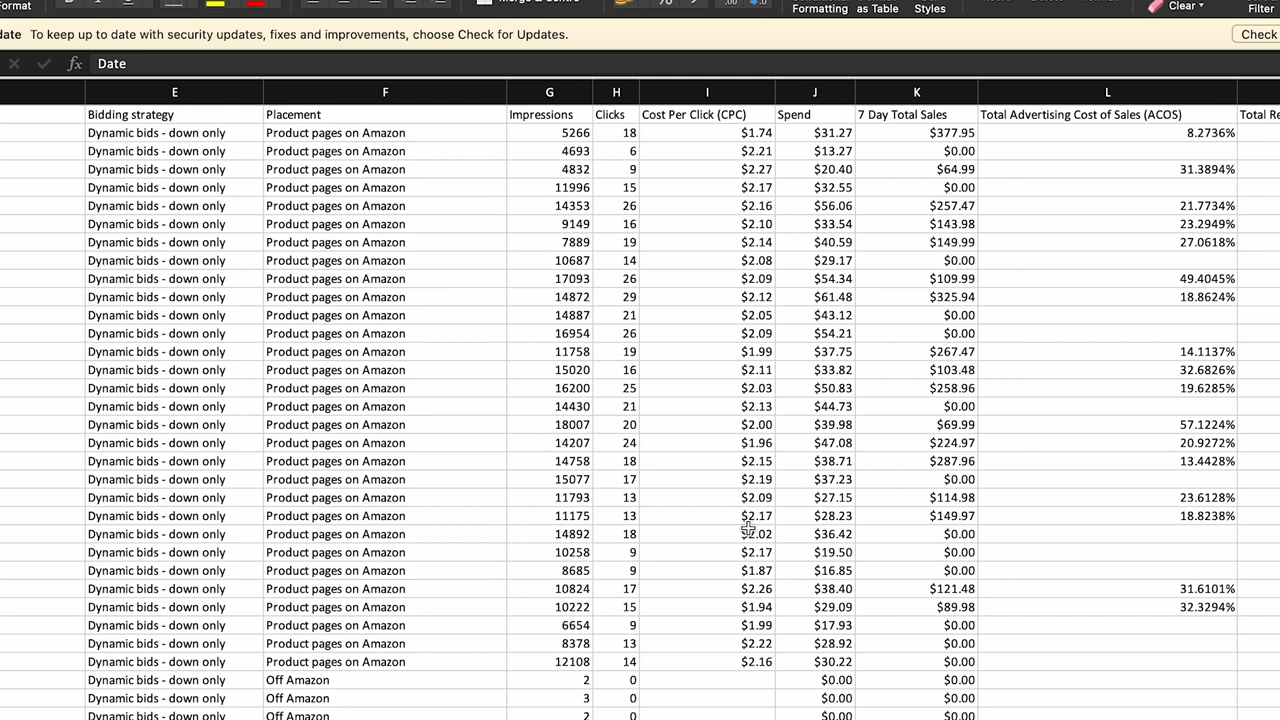 ormat
Merge & Centre
Conditional Formatting
Format as Table
Cell Styles
Clear
Filter
date To keep up to date with security updates, fixes and improvements, choose Check for Updates. Check
fx Date
E F G H I J K L
Bidding strategy Placement Impressions Clicks Cost Per Click (CPC) Spend 7 Day Total Sales Total Advertising Cost of Sales (ACOS) Total Re
Dynamic bids - down only Product pages on Amazon 5266 18 $1.74 $31.27 $377.95 8.2736%
Dynamic bids - down only Product pages on Amazon 4693 6 $2.21 $13.27 $0.00
Dynamic bids - down only Product pages on Amazon 4832 9 $2.27 $20.40 $64.99 31.3894%
Dynamic bids - down only Product pages on Amazon 11996 15 $2.17 $32.55 $0.00
Dynamic bids - down only Product pages on Amazon 14353 26 $2.16 $56.06 $257.47 21.7734%
Dynamic bids - down only Product pages on Amazon 9149 16 $2.10 $33.54 $143.98 23.2949%
Dynamic bids - down only Product pages on Amazon 7889 19 $2.14 $40.59 $149.99 27.0618%
Dynamic bids - down only Product pages on Amazon 10687 14 $2.08 $29.17 $0.00
Dynamic bids - down only Product pages on Amazon 17093 26 $2.09 $54.34 $109.99 49.4045%
Dynamic bids - down only Product pages on Amazon 14872 29 $2.12 $61.48 $325.94 18.8624%
Dynamic bids - down only Product pages on Amazon 14887 21 $2.05 $43.12 $0.00
Dynamic bids - down only Product pages on Amazon 16954 26 $2.09 $54.21 $0.00
Dynamic bids - down only Product pages on Amazon 11758 19 $1.99 $37.75 $267.47 14.1137%
Dynamic bids - down only Product pages on Amazon 15020 16 $2.11 $33.82 $103.48 32.6826%
Dynamic bids - down only Product pages on Amazon 16200 25 $2.03 $50.83 $258.96 19.6285%
Dynamic bids - down only Product pages on Amazon 14430 21 $2.13 $44.73 $0.00
Dynamic bids - down only Product pages on Amazon 18007 20 $2.00 $39.98 $69.99 57.1224%
Dynamic bids - down only Product pages on Amazon 14207 24 $1.96 $47.08 $224.97 20.9272%
Dynamic bids - down only Product pages on Amazon 14758 18 $2.15 $38.71 $287.96 13.4428%
Dynamic bids - down only Product pages on Amazon 15077 17 $2.19 $37.23 $0.00
Dynamic bids - down only Product pages on Amazon 11793 13 $2.09 $27.15 $114.98 23.6128%
Dynamic bids - down only Product pages on Amazon 11175 13 $2.17 $28.23 $149.97 18.8238%
Dynamic bids - down only Product pages on Amazon 14892 18 $2.02 $36.42 $0.00
Dynamic bids - down only Product pages on Amazon 10258 9 $2.17 $19.50 $0.00
Dynamic bids - down only Product pages on Amazon 8685 9 $1.87 $16.85 $0.00
Dynamic bids - down only Product pages on Amazon 10824 17 $2.26 $38.40 $121.48 31.6101%
Dynamic bids - down only Product pages on Amazon 10222 15 $1.94 $29.09 $89.98 32.3294%
Dynamic bids - down only Product pages on Amazon 6654 9 $1.99 $17.93 $0.00
Dynamic bids - down only Product pages on Amazon 8378 13 $2.22 $28.92 $0.00
Dynamic bids - down only Product pages on Amazon 12108 14 $2.16 $30.22 $0.00
Dynamic bids - down only Off Amazon 2 0 $0.00 $0.00
Dynamic bids - down only Off Amazon 3 0 $0.00 $0.00
Dynamic bids - down only Off Amazon 2 0 $0.00 $0.00